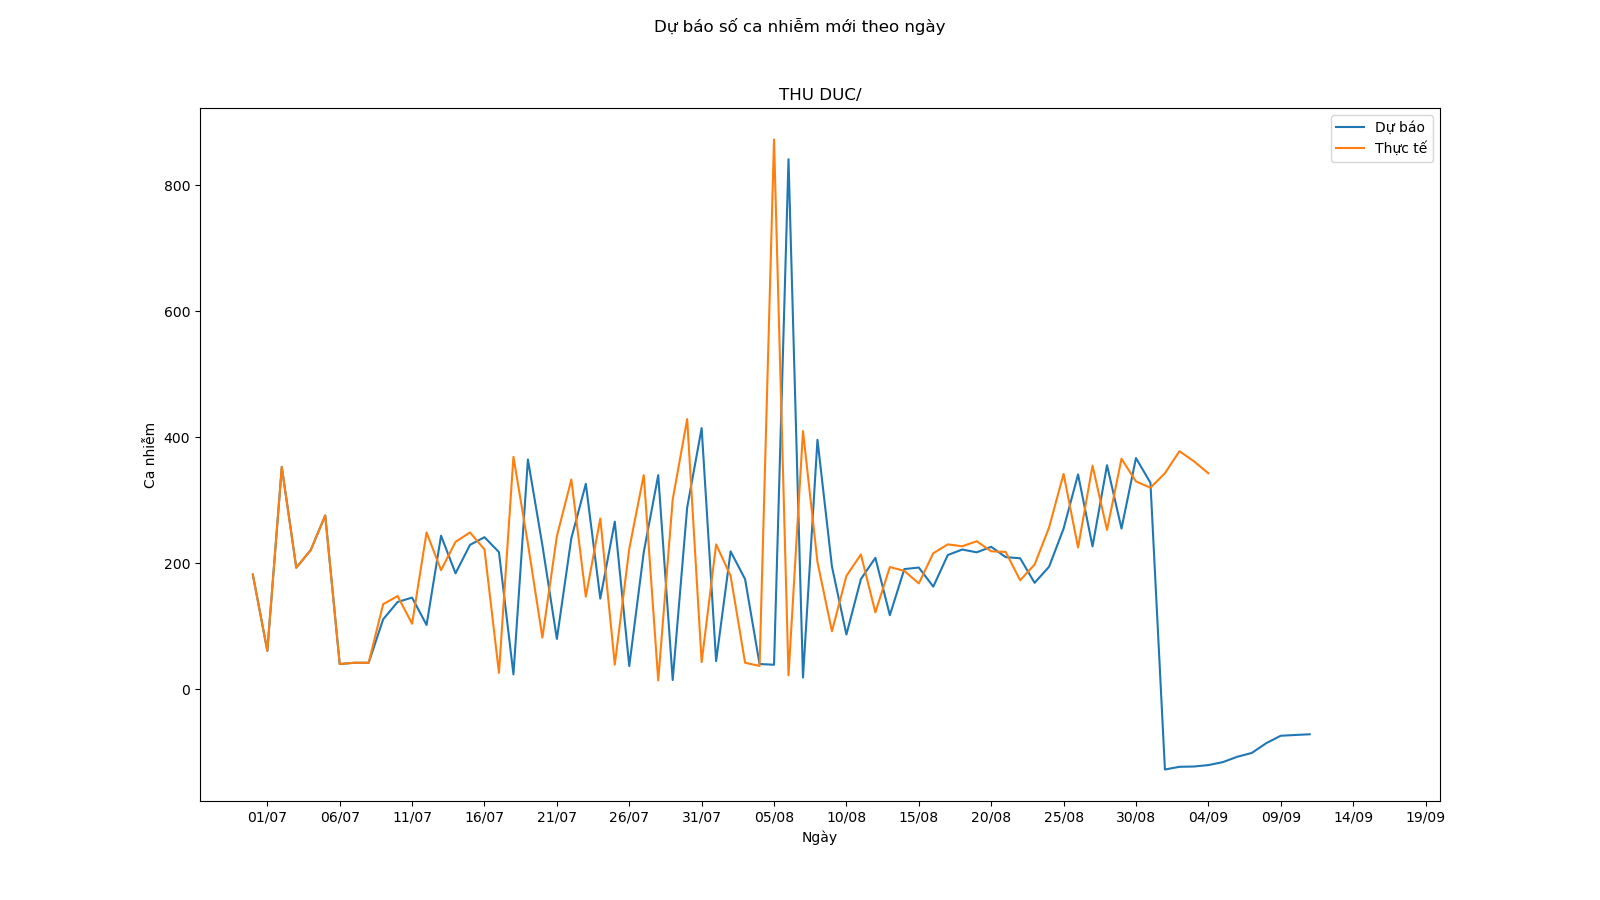 Dự báo số ca nhiễm mới theo ngày
THU DUC/
Dự báo
Thực tế
Ca nhiễm
800
600
400
200
0
01/07 06/07 11/07 16/07 21/07 26/07 31/07 05/08 10/08 15/08 20/08 25/08 30/08 04/09 09/09 14/09 19/09
Ngày